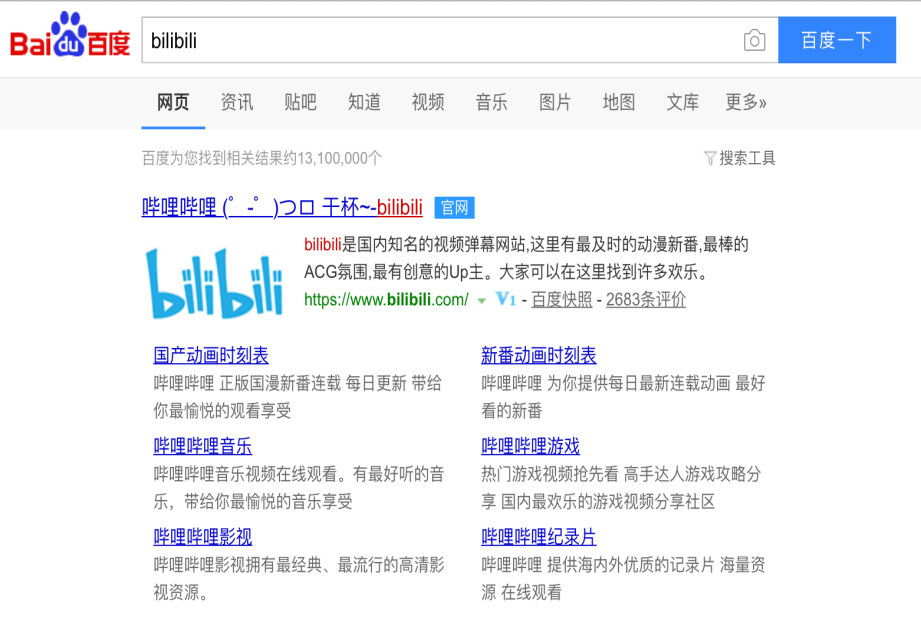 Bai du 百度
bilibili
百度一下
网页 资讯 贴吧 知道 视频 音乐 图片 地图 文库 更多»
百度为您找到相关结果约13,100,000个
搜索工具
哔哩哔哩 (゜-゜)つロ 干杯~-bilibili 官网
bilibili
bilibili是国内知名的视频弹幕网站,这里有最及时的动漫新番,最棒的
ACG氛围,最有创意的Up主。大家可以在这里找到许多欢乐。
https://www.bilibili.com/ V1 - 百度快照 - 2683条评价
国产动画时刻表
哔哩哔哩 正版国漫新番连载 每日更新 带给
你最愉悦的观看享受
新番动画时刻表
哔哩哔哩 为你提供每日最新连载动画 最好
看的新番
哔哩哔哩音乐
哔哩哔哩音乐视频在线观看。有最好听的音
乐，带给你最愉悦的音乐享受
哔哩哔哩游戏
热门游戏视频抢先看 高手达人游戏攻略分
享 国内最欢乐的游戏视频分享社区
哔哩哔哩影视
哔哩哔哩影视拥有最经典、最流行的高清影
视资源。
哔哩哔哩纪录片
哔哩哔哩 提供海内外优质的记录片 海量资
源 在线观看